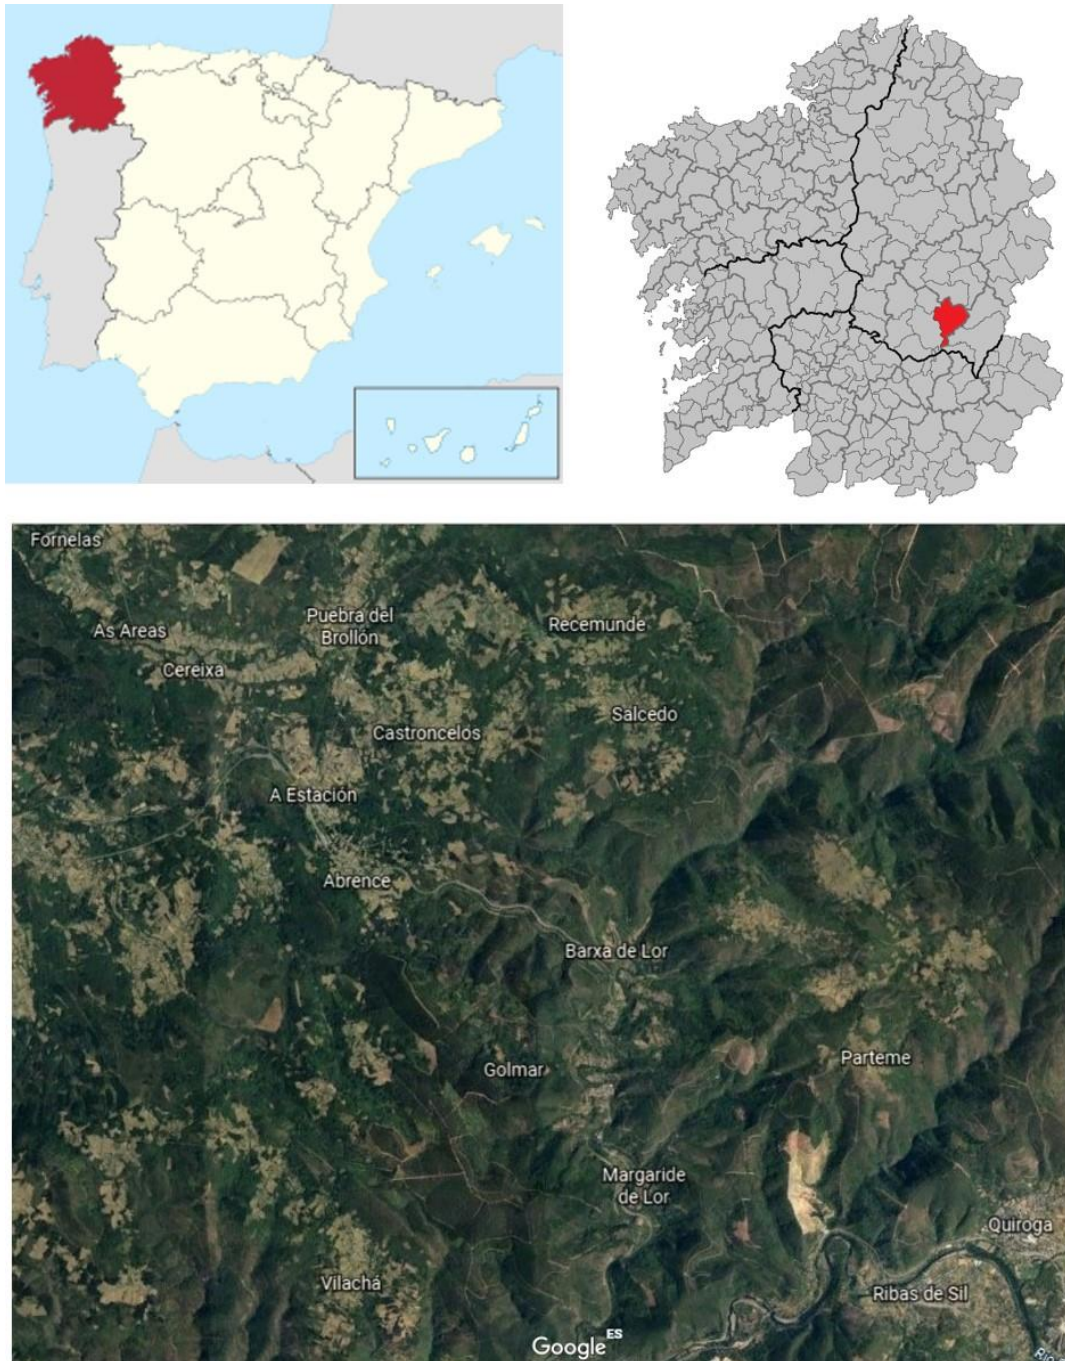 Fornelas
As Areas
Puebra del
Brollón
Recemunde
Cereixa
Salcedo
Castroncelos
A Estación
Abrence
Barxa de Lor
Golmar
Parteme
Margaride
de Lor
Quiroga
Vilachá
Ribas de Sil
Google ES